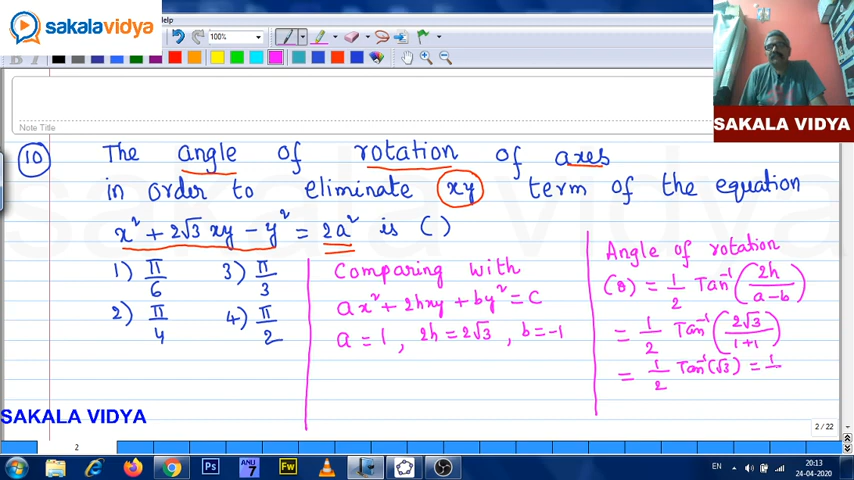 sakalavidya
Help
100%
Note Title
SAKALA VIDYA
10 The angle of rotation of axes
in order to eliminate xy term of the equation
x² + 2√3 xy - y² = 2a² is ( )
1) π/6 3) π/3
2) π/4 4) π/2
Comparing with
ax² + 2hxy + by² = c
a = 1, 2h = 2√3, b = -1
Angle of rotation
(θ) = 1/2 Tan⁻¹ (2h/a-b)
= 1/2 Tan⁻¹ (2√3/1+1)
= 1/2 Tan⁻¹(√3) = 1
SAKALA VIDYA
2 / 22
2
EN
20:13
24-04-2020